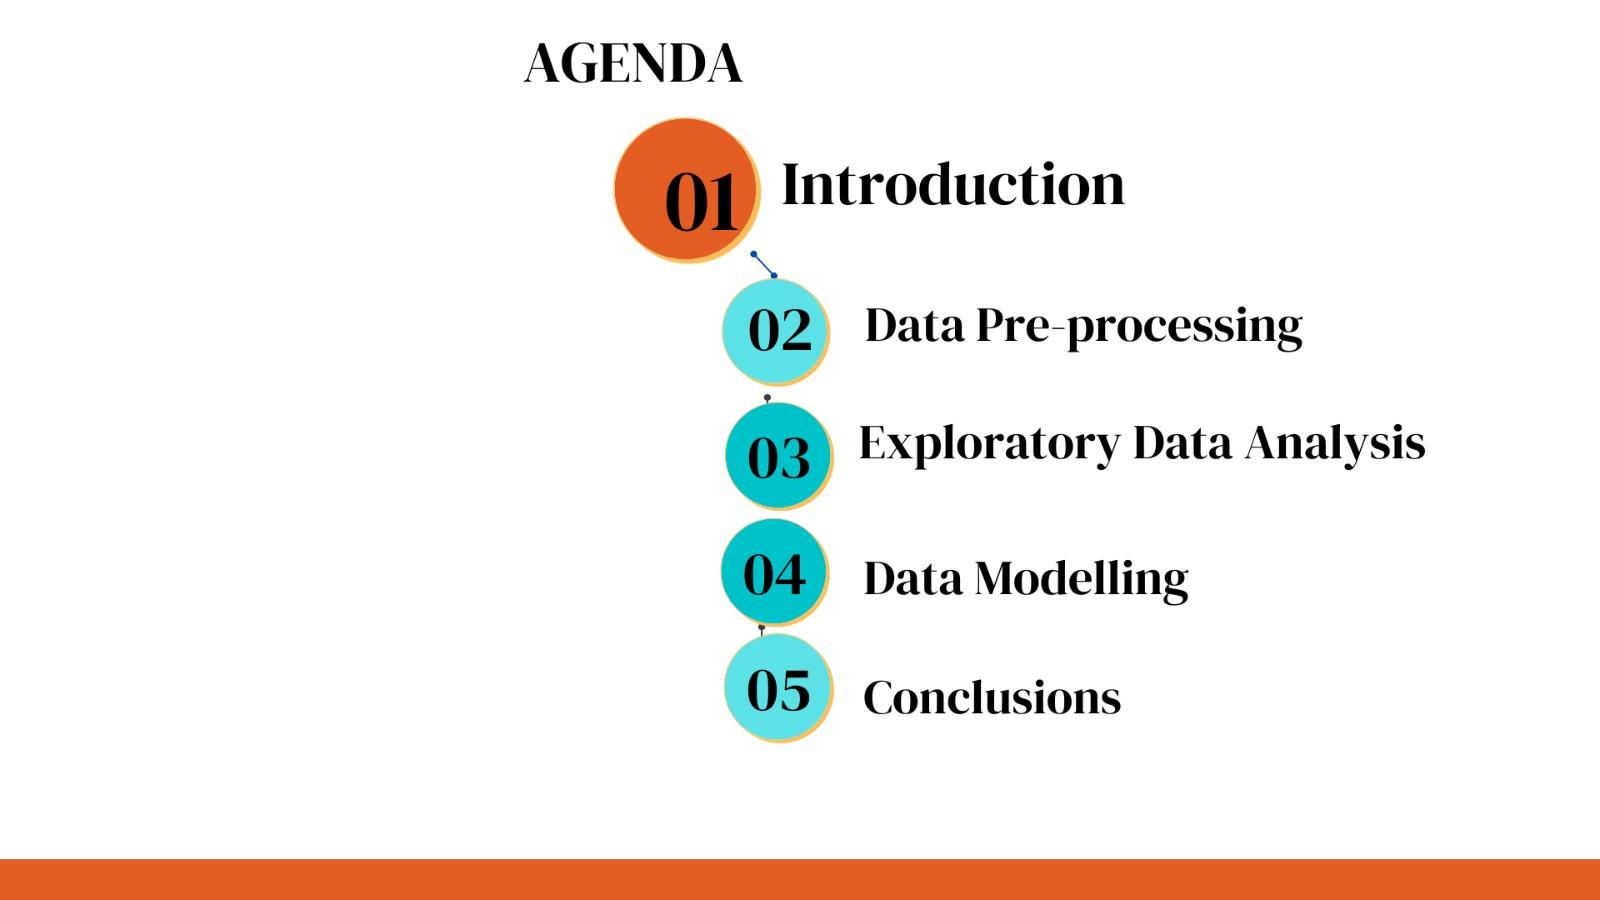 AGENDA
01 Introduction
02 Data Pre-processing
03 Exploratory Data Analysis
04 Data Modelling
05 Conclusions